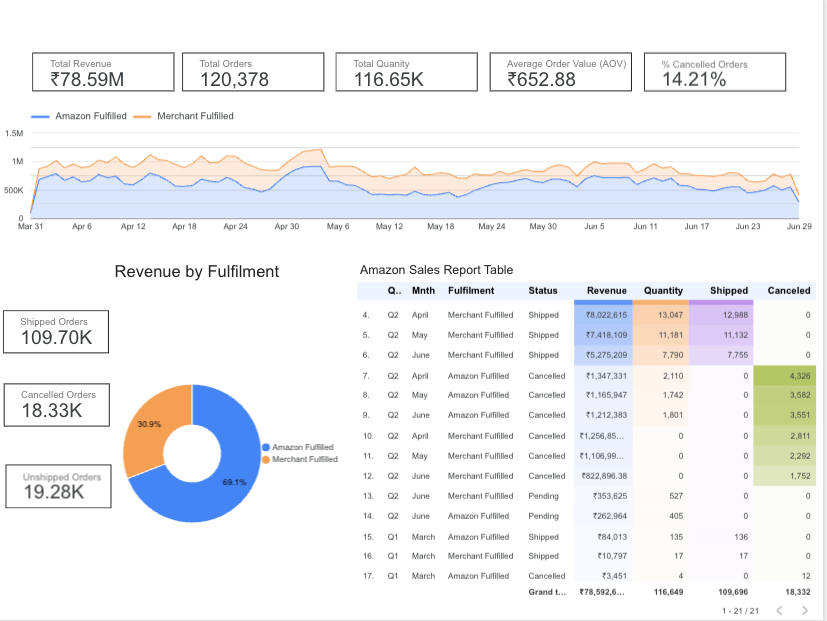 Total Revenue
₹78.59M
Total Orders
120,378
Total Quanity
116.65K
Average Order Value (AOV)
₹652.88
% Cancelled Orders
14.21%
Amazon Fulfilled
Merchant Fulfilled
1.5M
1M
500K
0
Mar 31 Apr 6 Apr 12 Apr 18 Apr 24 Apr 30 May 6 May 12 May 18 May 24 May 30 Jun 5 Jun 11 Jun 17 Jun 23 Jun 29
Revenue by Fulfilment
Shipped Orders
109.70K
Cancelled Orders
18.33K
Unshipped Orders
19.28K
30.9%
69.1%
Amazon Fulfilled
Merchant Fulfilled
Amazon Sales Report Table
Q.. Mnth Fulfilment Status Revenue Quantity Shipped Canceled
4. Q2 April Merchant Fulfilled Shipped ₹8,022,615 13,047 12,988 0
5. Q2 May Merchant Fulfilled Shipped ₹7,418,109 11,181 11,132 0
6. Q2 June Merchant Fulfilled Shipped ₹5,275,209 7,790 7,755 0
7. Q2 April Amazon Fulfilled Cancelled ₹1,347,331 2,110 0 4,326
8. Q2 May Amazon Fulfilled Cancelled ₹1,165,947 1,742 0 3,582
9. Q2 June Amazon Fulfilled Cancelled ₹1,212,383 1,801 0 3,551
10. Q2 April Merchant Fulfilled Cancelled ₹1,256,85... 0 0 2,811
11. Q2 May Merchant Fulfilled Cancelled ₹1,106,99... 0 0 2,292
12. Q2 June Merchant Fulfilled Cancelled ₹822,896.38 0 0 1,752
13. Q2 June Merchant Fulfilled Pending ₹353,625 527 0 0
14. Q2 June Amazon Fulfilled Pending ₹262,964 405 0 0
15. Q1 March Amazon Fulfilled Shipped ₹84,013 135 136 0
16. Q1 March Merchant Fulfilled Shipped ₹10,797 17 17 0
17. Q1 March Amazon Fulfilled Cancelled ₹3,451 4 0 12
Grand t... ₹78,592,6... 116,649 109,696 18,332
1 - 21 / 21